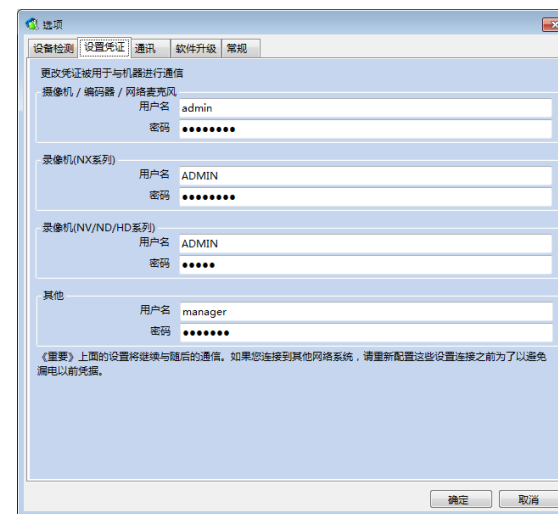 选项
设备检测 设置凭证 通讯 软件升级 常规
更改凭证被用于与机器进行通信
摄像机 / 编码器 / 网络麦克风
用户名 admin
密码 ●●●●●●●●
录像机(NX系列)
用户名 ADMIN
密码 ●●●●●●●●
录像机(NV/ND/HD系列)
用户名 ADMIN
密码 ●●●●●
其他
用户名 manager
密码 ●●●●●●●
《重要》上面的设置将继续与随后的通信。如果您连接到其他网络系统，请重新配置这些设置连接之前为了以避免
漏电以前凭据。
确定 取消